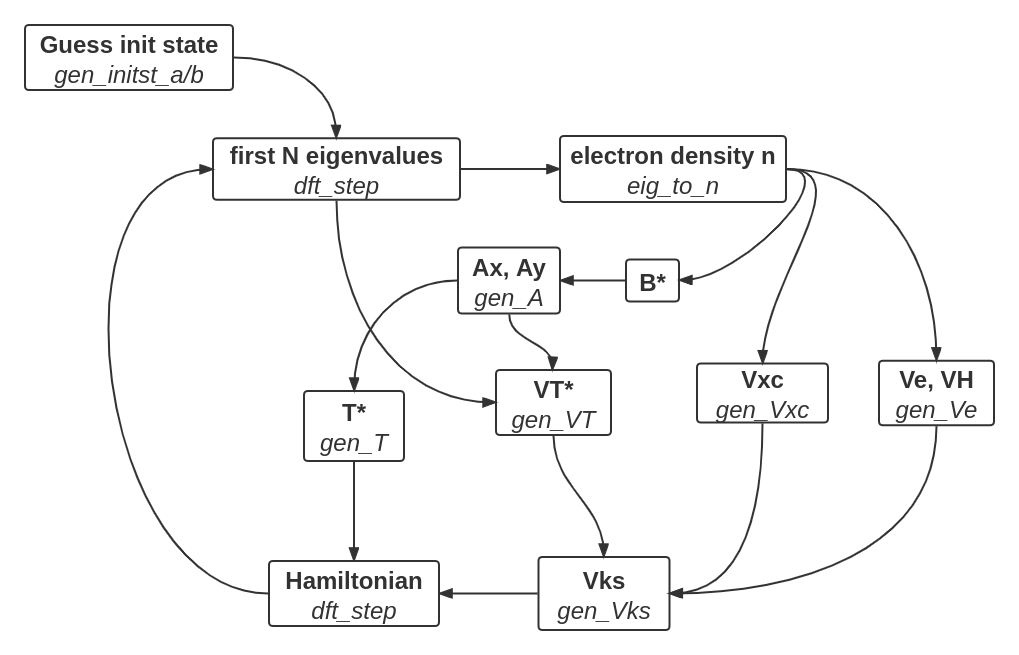 Guess init state
gen_initst_a/b
first N eigenvalues
dft_step
electron density n
eig_to_n
Ax, Ay
gen_A
B*
T*
gen_T
VT*
gen_VT
Vxc
gen_Vxc
Ve, VH
gen_Ve
Hamiltonian
dft_step
Vks
gen_Vks